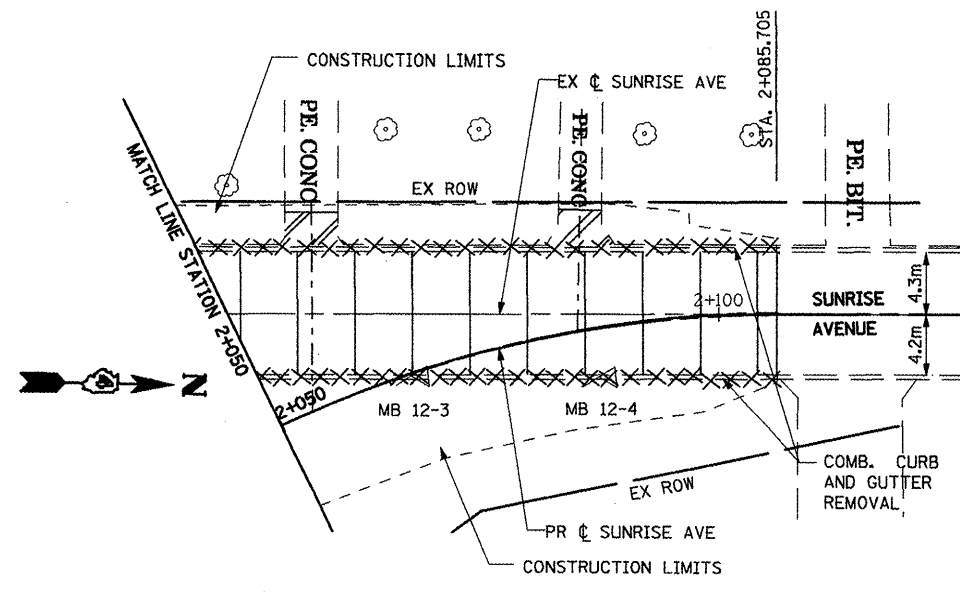 CONSTRUCTION LIMITS
EX ℄ SUNRISE AVE
STA. 2+085.705
PE. CONC
PE. CONC
PE. BIT.
MATCH LINE STATION 2+050
EX ROW
2+100
SUNRISE
AVENUE
4.3m
4.2m
N
2+050
MB 12-3
MB 12-4
COMB. CURB
AND GUTTER
REMOVAL
EX ROW
PR ℄ SUNRISE AVE
CONSTRUCTION LIMITS